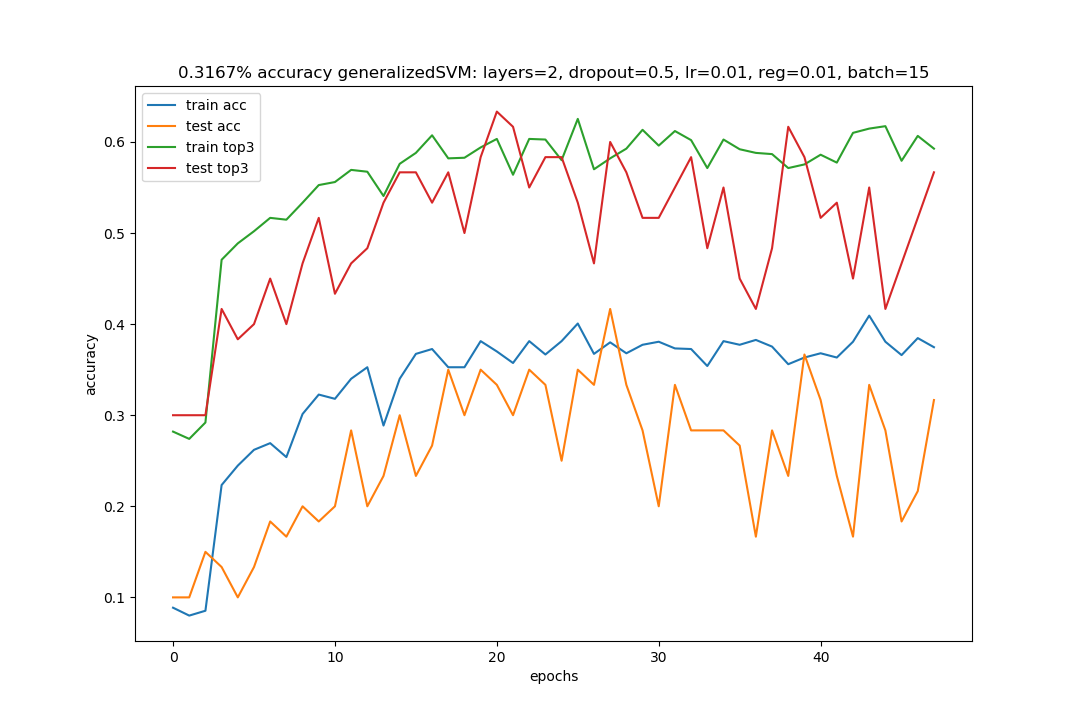 0.3167% accuracy generalizedSVM: layers=2, dropout=0.5, lr=0.01, reg=0.01, batch=15
train acc
test acc
train top3
test top3
0.6
0.5
0.4
0.3
0.2
0.1
accuracy
0 10 20 30 40
epochs